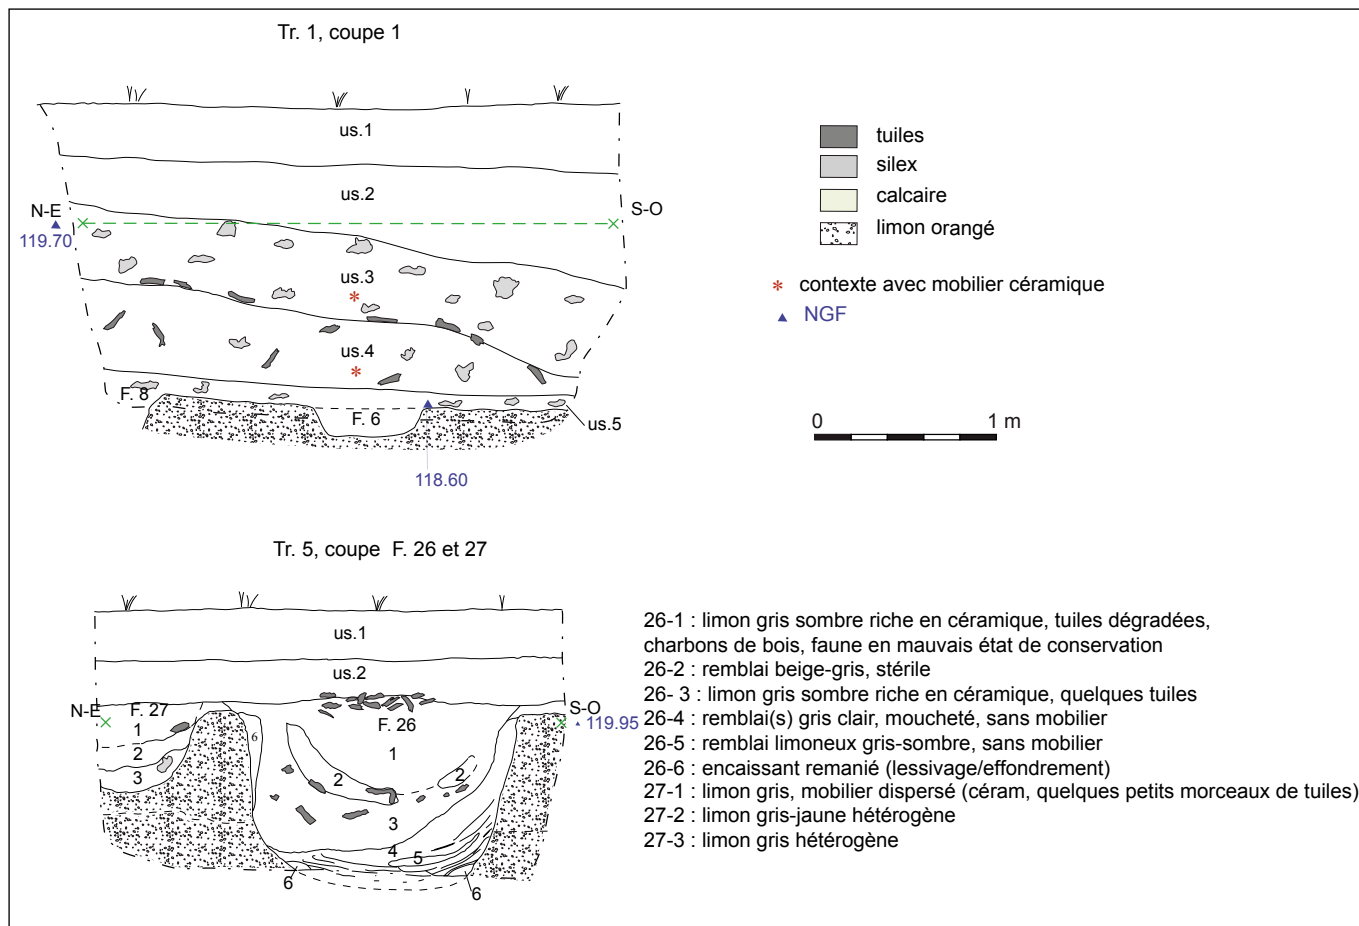 Tr. 1, coupe 1
us.1
us.2
N-E
S-O
119.70
us.3
*
us.4
*
F. 8
F. 6
us.5
118.60
tuiles
silex
calcaire
limon orangé
* contexte avec mobilier céramique
NGF
0 1 m
Tr. 5, coupe F. 26 et 27
us.1
us.2
N-E
F. 27
F. 26
S-O
119.95
1
2
3
6
1
2
2
3
4
5
6
6
26-1 : limon gris sombre riche en céramique, tuiles dégradées,
charbons de bois, faune en mauvais état de conservation
26-2 : remblai beige-gris, stérile
26- 3 : limon gris sombre riche en céramique, quelques tuiles
26-4 : remblai(s) gris clair, moucheté, sans mobilier
26-5 : remblai limoneux gris-sombre, sans mobilier
26-6 : encaissant remanié (lessivage/effondrement)
27-1 : limon gris, mobilier dispersé (céram, quelques petits morceaux de tuiles)
27-2 : limon gris-jaune hétérogène
27-3 : limon gris hétérogène